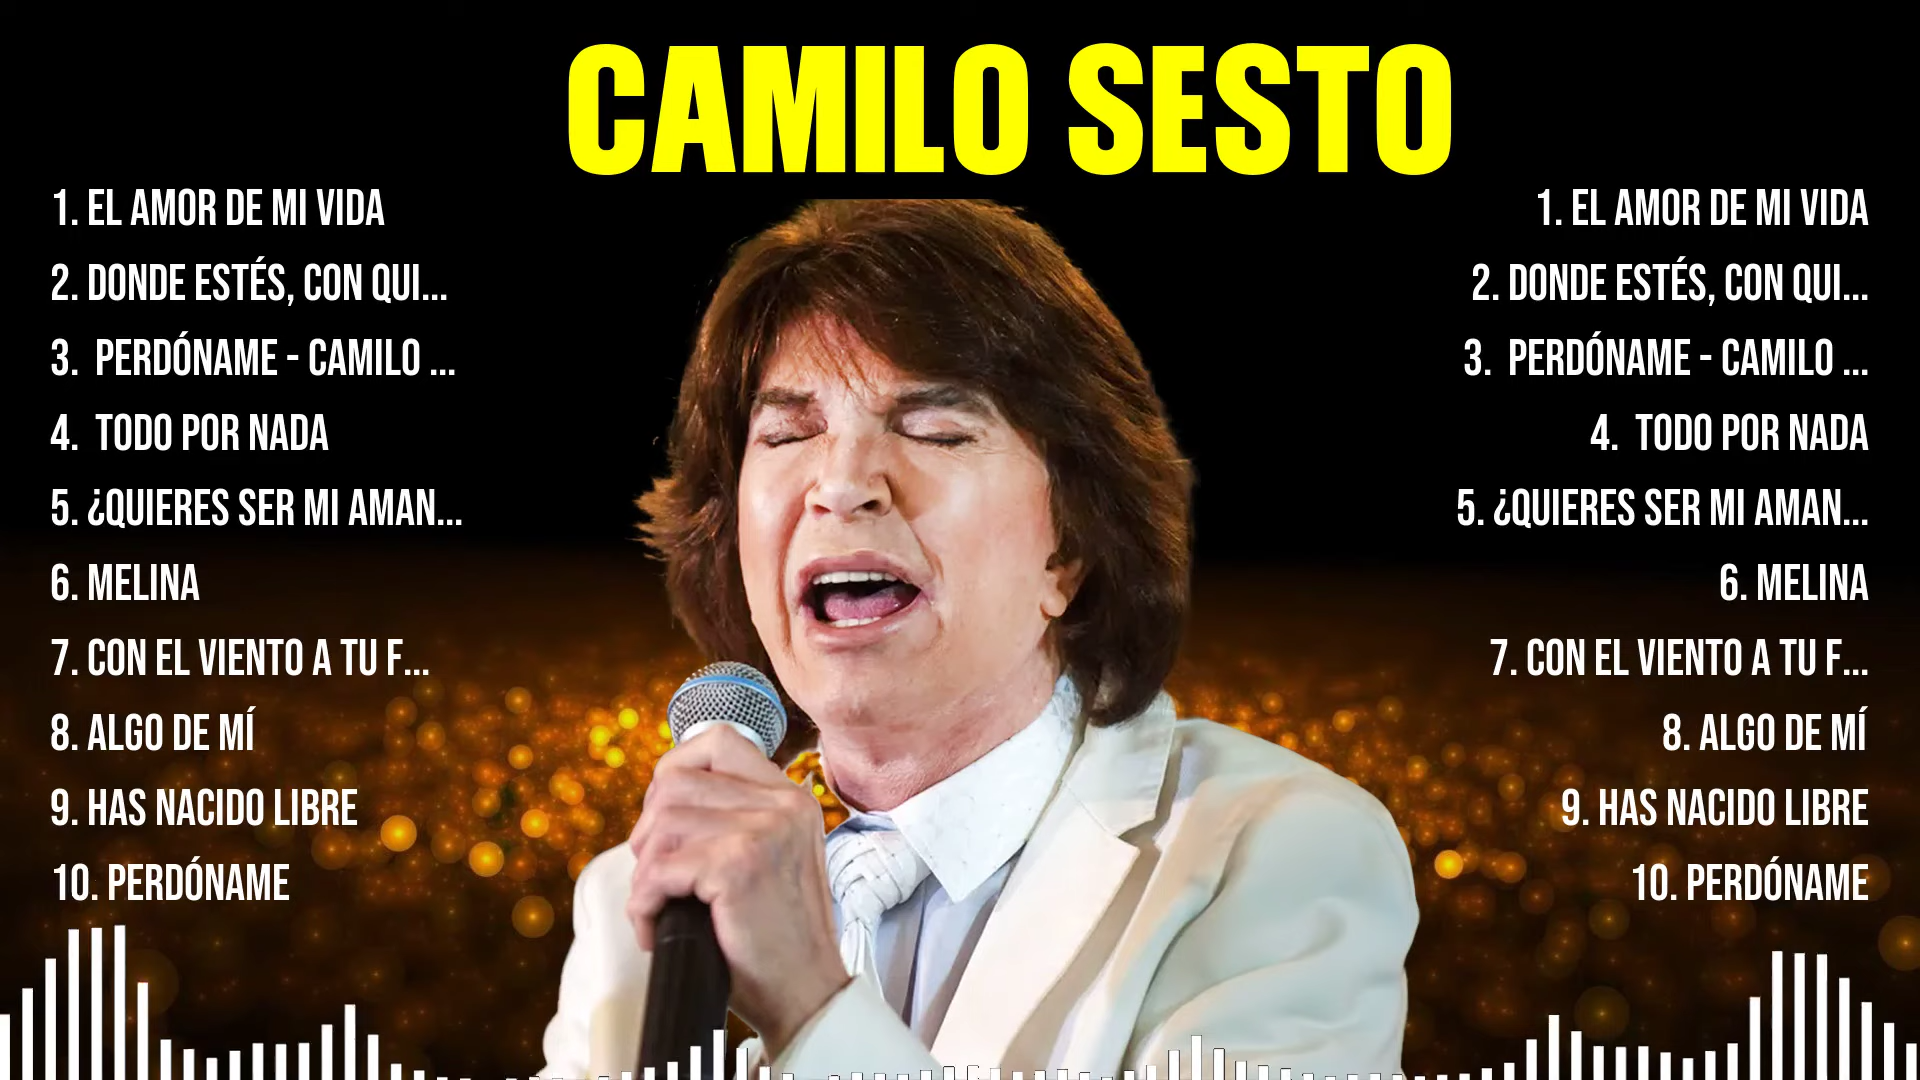 CAMILO SESTO
1. EL AMOR DE MI VIDA
2. DONDE ESTÉS, CON QUI...
3. PERDÓNAME - CAMILO ...
4. TODO POR NADA
5. ¿QUIERES SER MI AMAN...
6. MELINA
7. CON EL VIENTO A TU F...
8. ALGO DE MÍ
9. HAS NACIDO LIBRE
10. PERDÓNAME
1. EL AMOR DE MI VIDA
2. DONDE ESTÉS, CON QUI...
3. PERDÓNAME - CAMILO ...
4. TODO POR NADA
5. ¿QUIERES SER MI AMAN...
6. MELINA
7. CON EL VIENTO A TU F...
8. ALGO DE MÍ
9. HAS NACIDO LIBRE
10. PERDÓNAME